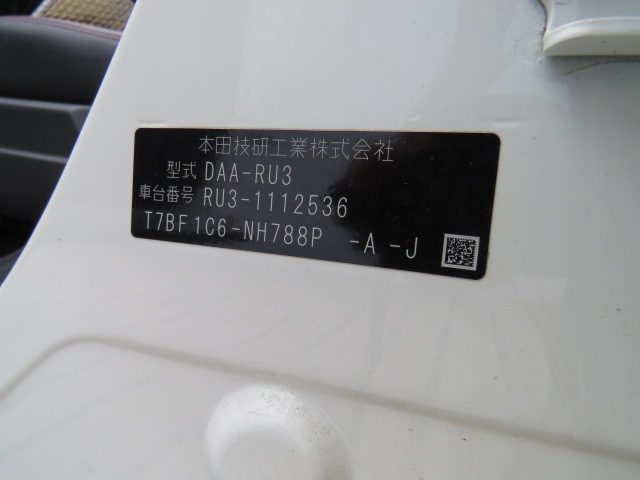 本田技研工業株式会社
型式 DAA-RU3
車台番号 RU3-1112536
T7BF1C6-NH788P -A -J